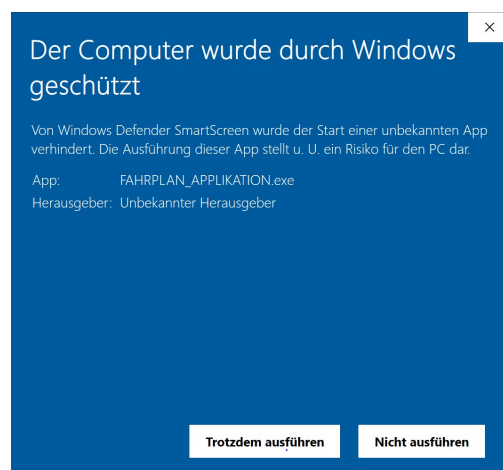 Der Computer wurde durch Windows
geschützt
Von Windows Defender SmartScreen wurde der Start einer unbekannten App
verhindert. Die Ausführung dieser App stellt u. U. ein Risiko für den PC dar.
App: FAHRPLAN_APPLIKATION.exe
Herausgeber: Unbekannter Herausgeber
Trotzdem ausführen Nicht ausführen